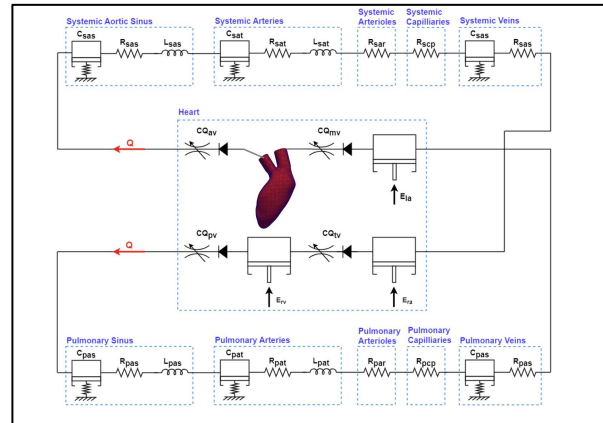 Systemic Aortic Sinus
Systemic Arteries
Systemic Arterioles
Systemic Capilliaries
Systemic Veins
Csas
Rsas
Lsas
Csat
Rsat
Lsat
Rsar
Rscp
Csas
Rsas
Heart
CQav
CQmv
Q
Ela
CQpv
CQtv
Q
Erv
Era
Pulmonary Sinus
Pulmonary Arteries
Pulmonary Arterioles
Pulmonary Capilliaries
Pulmonary Veins
Cpas
Rpas
Lpas
Cpat
Rpat
Lpat
Rpar
Rpcp
Cpas
Rpas